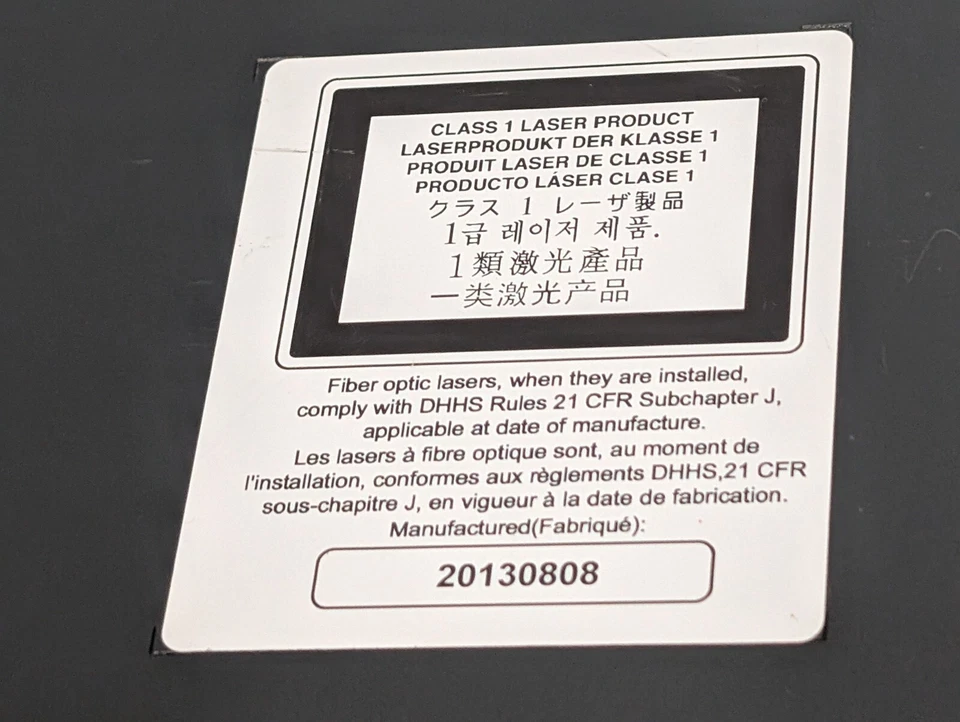 CLASS 1 LASER PRODUCT
LASERPRODUKT DER KLASSE 1
PRODUIT LASER DE CLASSE 1
PRODUCTO LÁSER CLASE 1
クラス 1 レーザ製品
1급 레이저 제품.
1類激光產品
一类激光产品
Fiber optic lasers, when they are installed,
comply with DHHS Rules 21 CFR Subchapter J,
applicable at date of manufacture.
Les lasers à fibre optique sont, au moment de
l'installation, conformes aux règlements DHHS,21 CFR
sous-chapitre J, en vigueur à la date de fabrication.
Manufactured(Fabriqué):
20130808